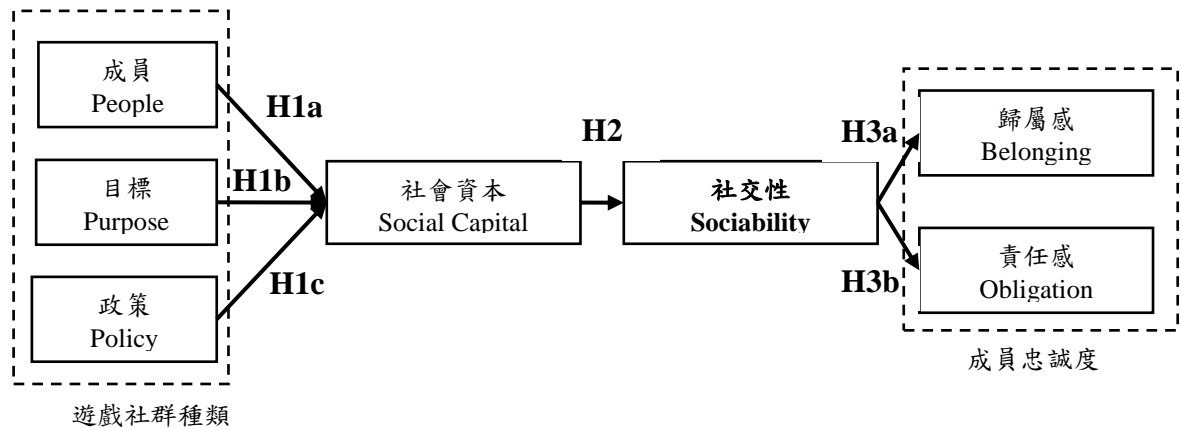 成員
People
目標
Purpose
政策
Policy
遊戲社群種類
H1a
H1b
H1c
社會資本
Social Capital
H2
社交性
Sociability
H3a
H3b
歸屬感
Belonging
責任感
Obligation
成員忠誠度